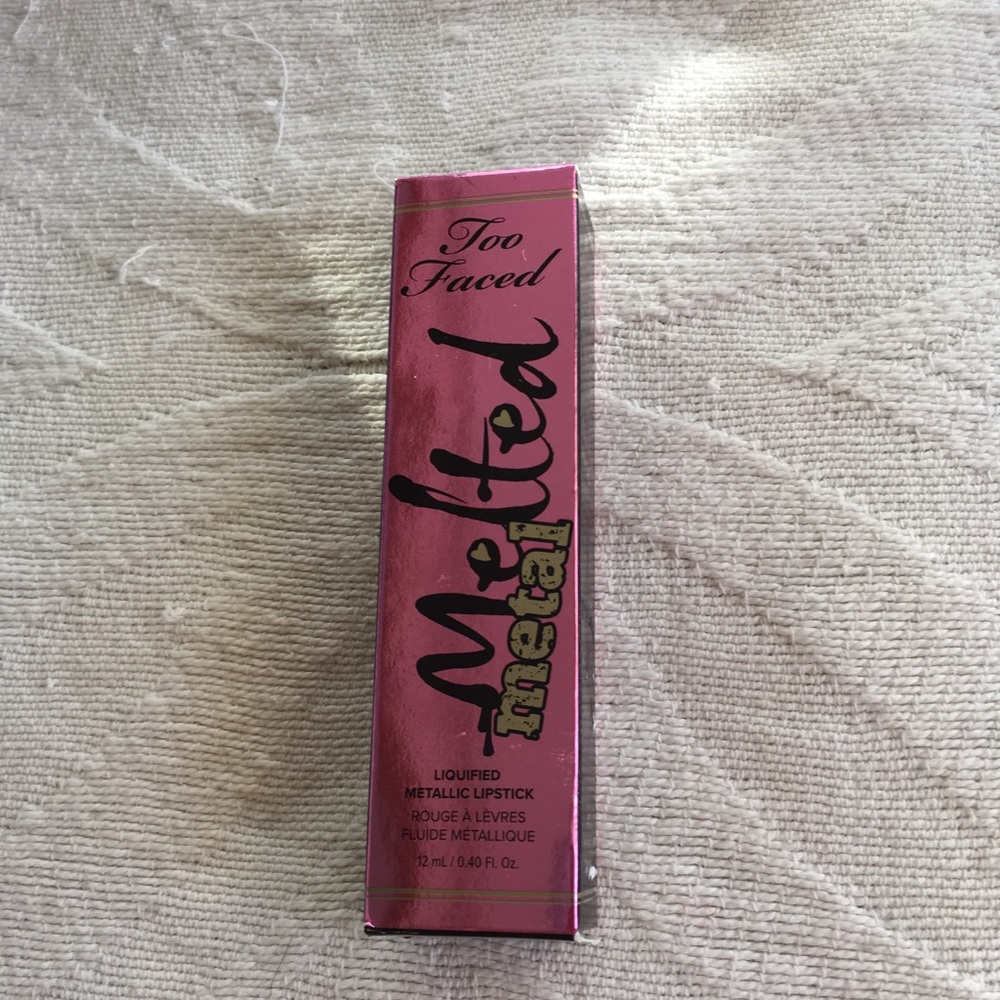 Too
Faced
Melted
metal
LIQUIFIED
METALLIC LIPSTICK
ROUGE À LÈVRES
FLUIDE MÉTALLIQUE
12 mL / 0.40 Fl. Oz.